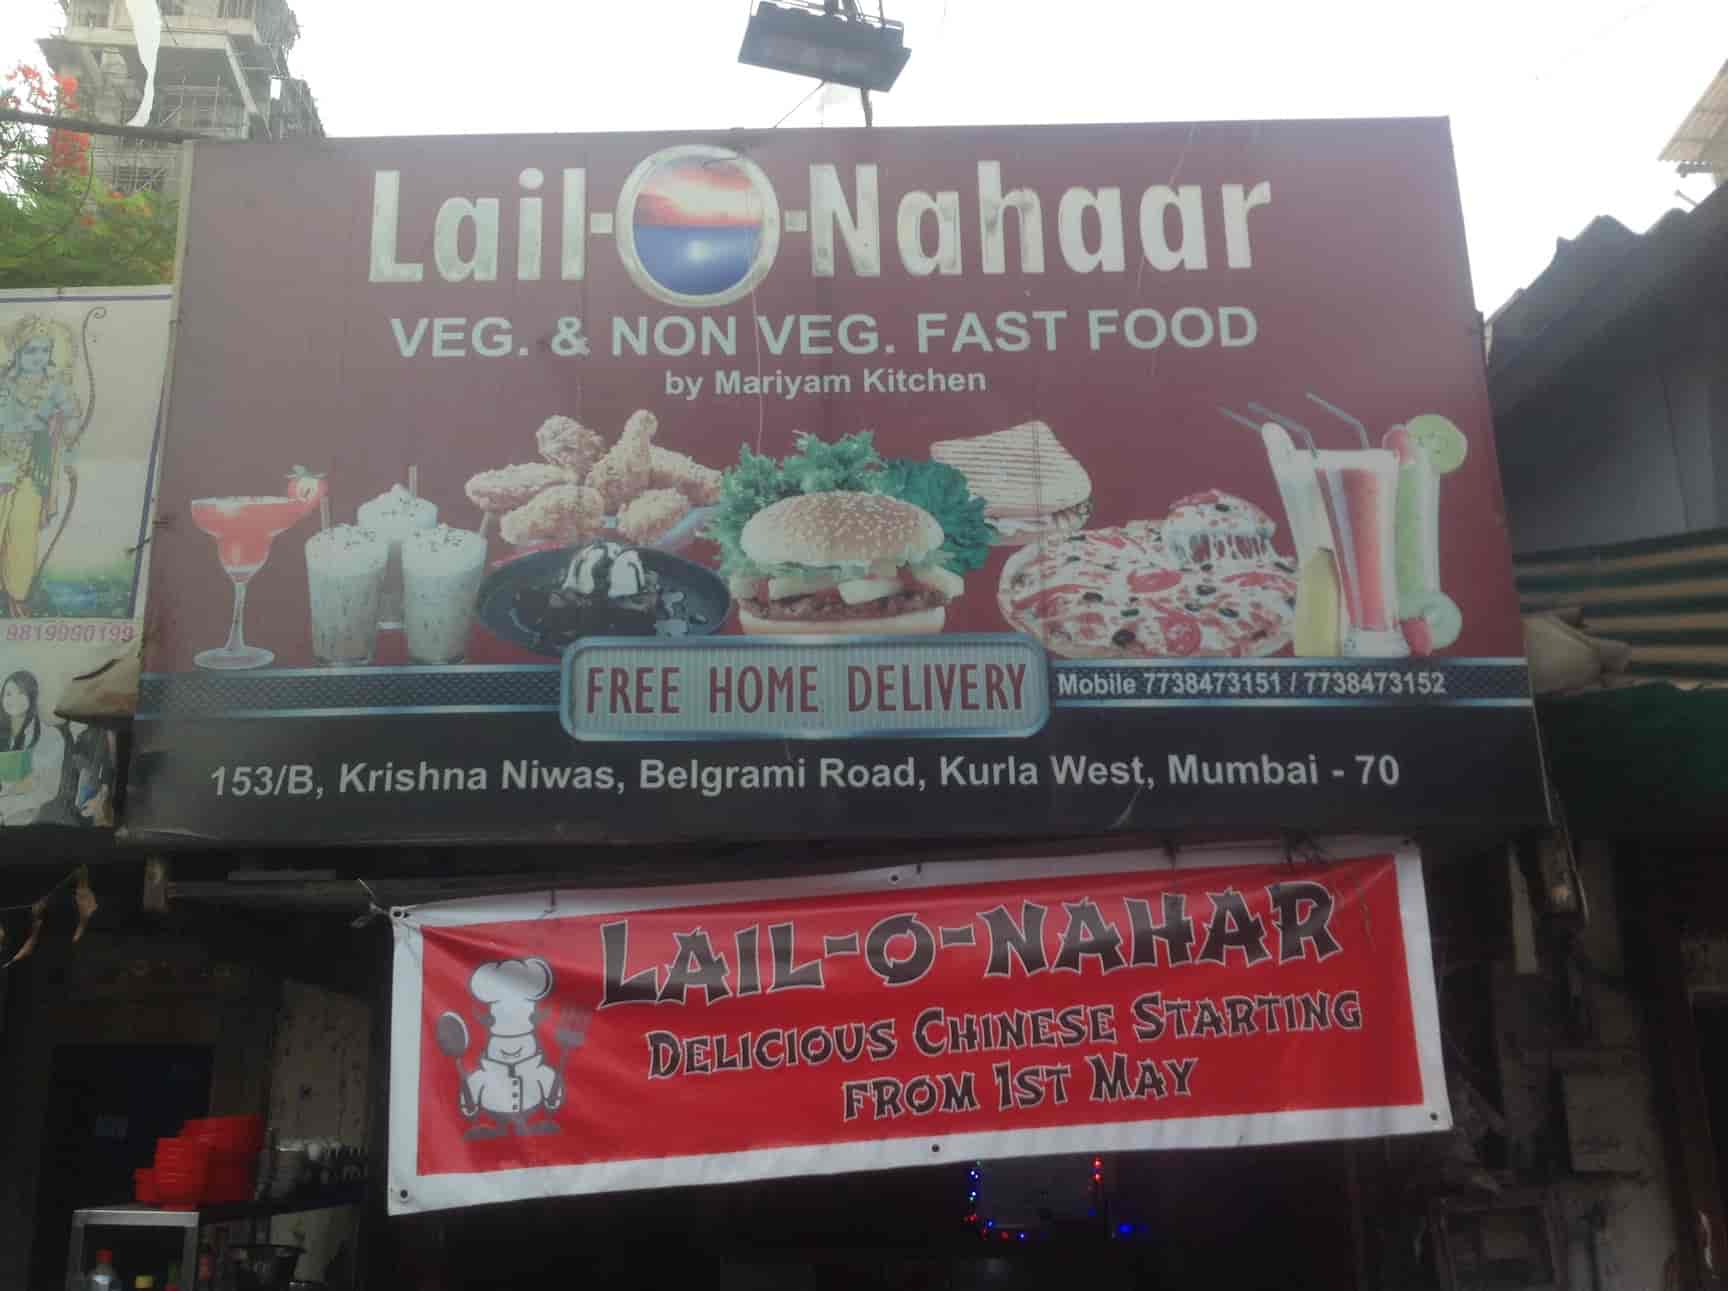 Lail-O-Nahaar
VEG. & NON VEG. FAST FOOD
by Mariyam Kitchen
FREE HOME DELIVERY
Mobile 7738473151 / 7738473152
153/B, Krishna Niwas, Belgrami Road, Kurla West, Mumbai - 70
9819990199
LAIL-O-NAHAR
DELICIOUS CHINESE STARTING
FROM 1ST MAY